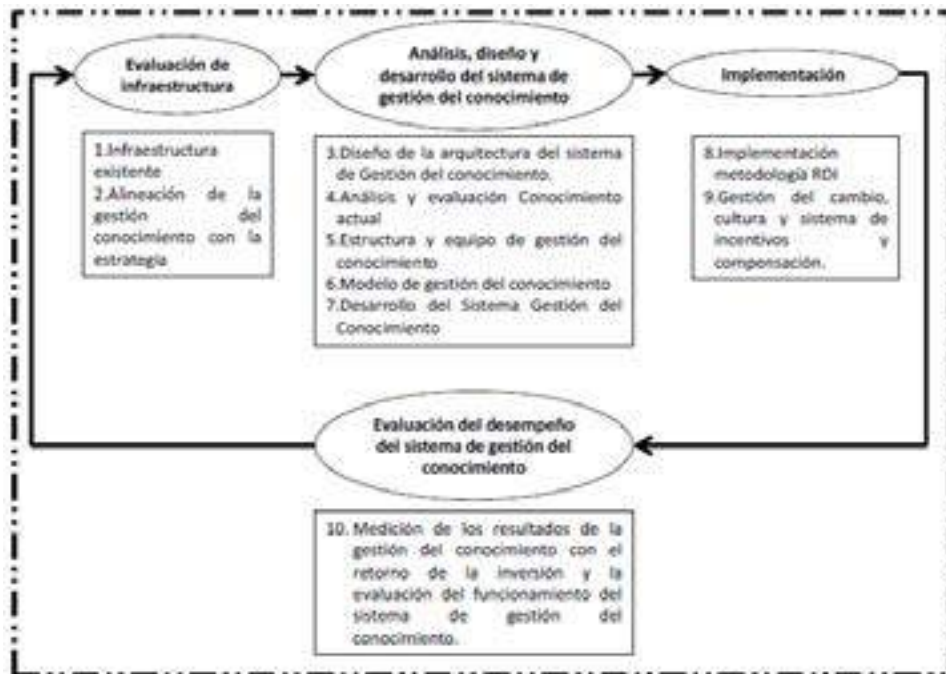 Evaluación de
infraestructura
Análisis, diseño y
desarrollo del sistema de
gestión del conocimiento
Implementación
1.Infraestructura
existente
2.Alineación de la
gestión del
conocimiento con la
estrategia
3.Diseño de la arquitectura del sistema
de Gestión del conocimiento.
4.Análisis y evaluación Conocimiento
actual
5.Estructura y equipo de gestión del
conocimiento
6.Modelo de gestión del conocimiento
7.Desarrollo del Sistema Gestión del
Conocimiento
8.Implementación
metodología RDI
9.Gestión del cambio,
cultura y sistema de
incentivos y
compensación.
Evaluación del desempeño
del sistema de gestión del
conocimiento
10. Medición de los resultados de la
gestión del conocimiento con el
retorno de la inversión y la
evaluación del funcionamiento del
sistema de gestión del
conocimiento.